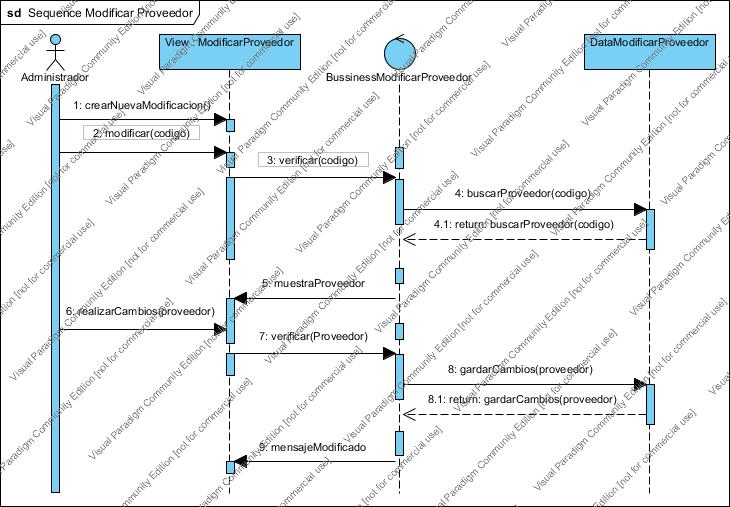 sd Sequence Modificar Proveedor
Administrador
View : ModificarProveedor
BussinessModificarProveedor
DataModificarProveedor
1: crearNuevaModificacion()
2: modificar(codigo)
3: verificar(codigo)
4: buscarProveedor(codigo)
4.1: return: buscarProveedor(codigo)
5: muestraProveedor
6: realizarCambios(proveedor)
7: verificar(Proveedor)
8: gardarCambios(proveedor)
8.1: return: gardarCambios(proveedor)
9: mensajeModificado
Visual Paradigm Community Edition [not for commercial use]